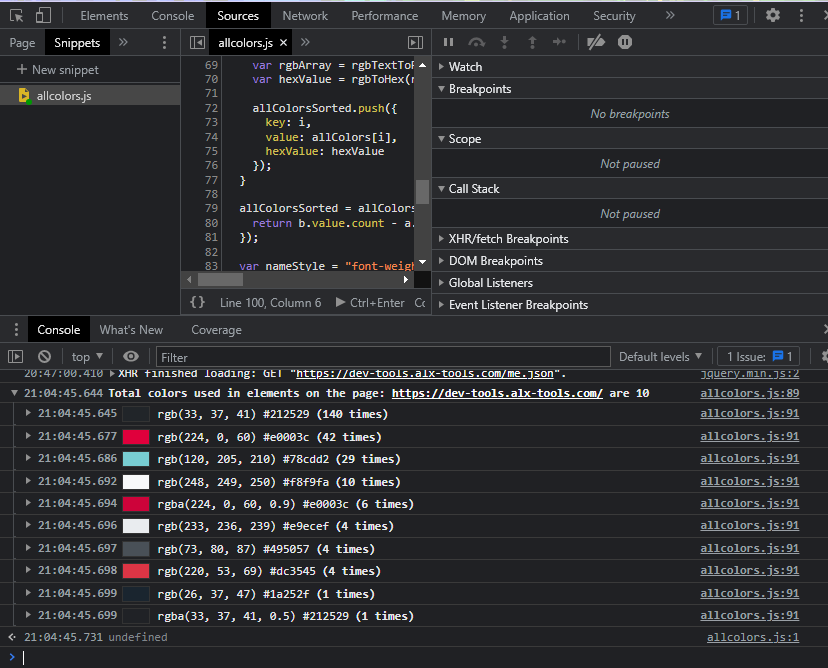 Elements Console Sources Network Performance Memory Application Security » 1
Page Snippets »
allcolors.js × »
+ New snippet
allcolors.js
69 var rgbArray = rgbTextToR
70 var hexValue = rgbToHex(r
71
72 allColorsSorted.push({
73 key: i,
74 value: allColors[i],
75 hexValue: hexValue
76 });
77 }
78
79 allColorsSorted = allColors
80 return b.value.count - a.
81 });
82
83 var nameStyle = "font-weigh
{} Line 100, Column 6 Ctrl+Enter Co
Watch
Breakpoints
No breakpoints
Scope
Not paused
Call Stack
Not paused
XHR/fetch Breakpoints
DOM Breakpoints
Global Listeners
Event Listener Breakpoints
Console What's New Coverage
top Filter Default levels 1 Issue: 1
20:47:00.410 XHR finished loading: GET "https://dev-tools.alx-tools.com/me.json". jquery.min.js:2
21:04:45.644 Total colors used in elements on the page: https://dev-tools.alx-tools.com/ are 10 allcolors.js:89
21:04:45.645 rgb(33, 37, 41) #212529 (140 times) allcolors.js:91
21:04:45.677 rgb(224, 0, 60) #e0003c (42 times) allcolors.js:91
21:04:45.686 rgb(120, 205, 210) #78cdd2 (29 times) allcolors.js:91
21:04:45.692 rgb(248, 249, 250) #f8f9fa (10 times) allcolors.js:91
21:04:45.694 rgba(224, 0, 60, 0.9) #e0003c (6 times) allcolors.js:91
21:04:45.696 rgb(233, 236, 239) #e9ecef (4 times) allcolors.js:91
21:04:45.697 rgb(73, 80, 87) #495057 (4 times) allcolors.js:91
21:04:45.698 rgb(220, 53, 69) #dc3545 (4 times) allcolors.js:91
21:04:45.699 rgb(26, 37, 47) #1a252f (1 times) allcolors.js:91
21:04:45.699 rgba(33, 37, 41, 0.5) #212529 (1 times) allcolors.js:91
21:04:45.731 undefined allcolors.js:1
>